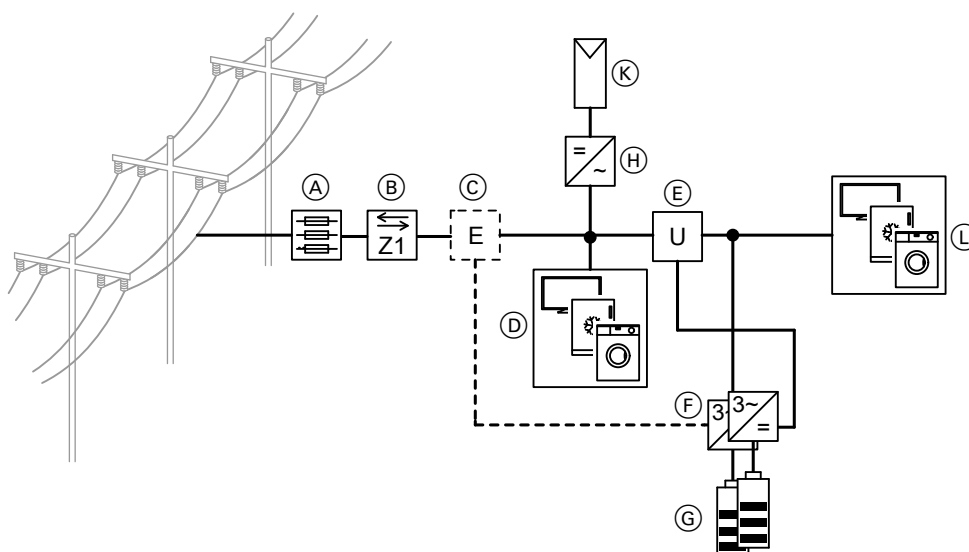 K
=
~
H
A
B
C
E
Z1
E
U
L
D
F
3~
3~
=
G